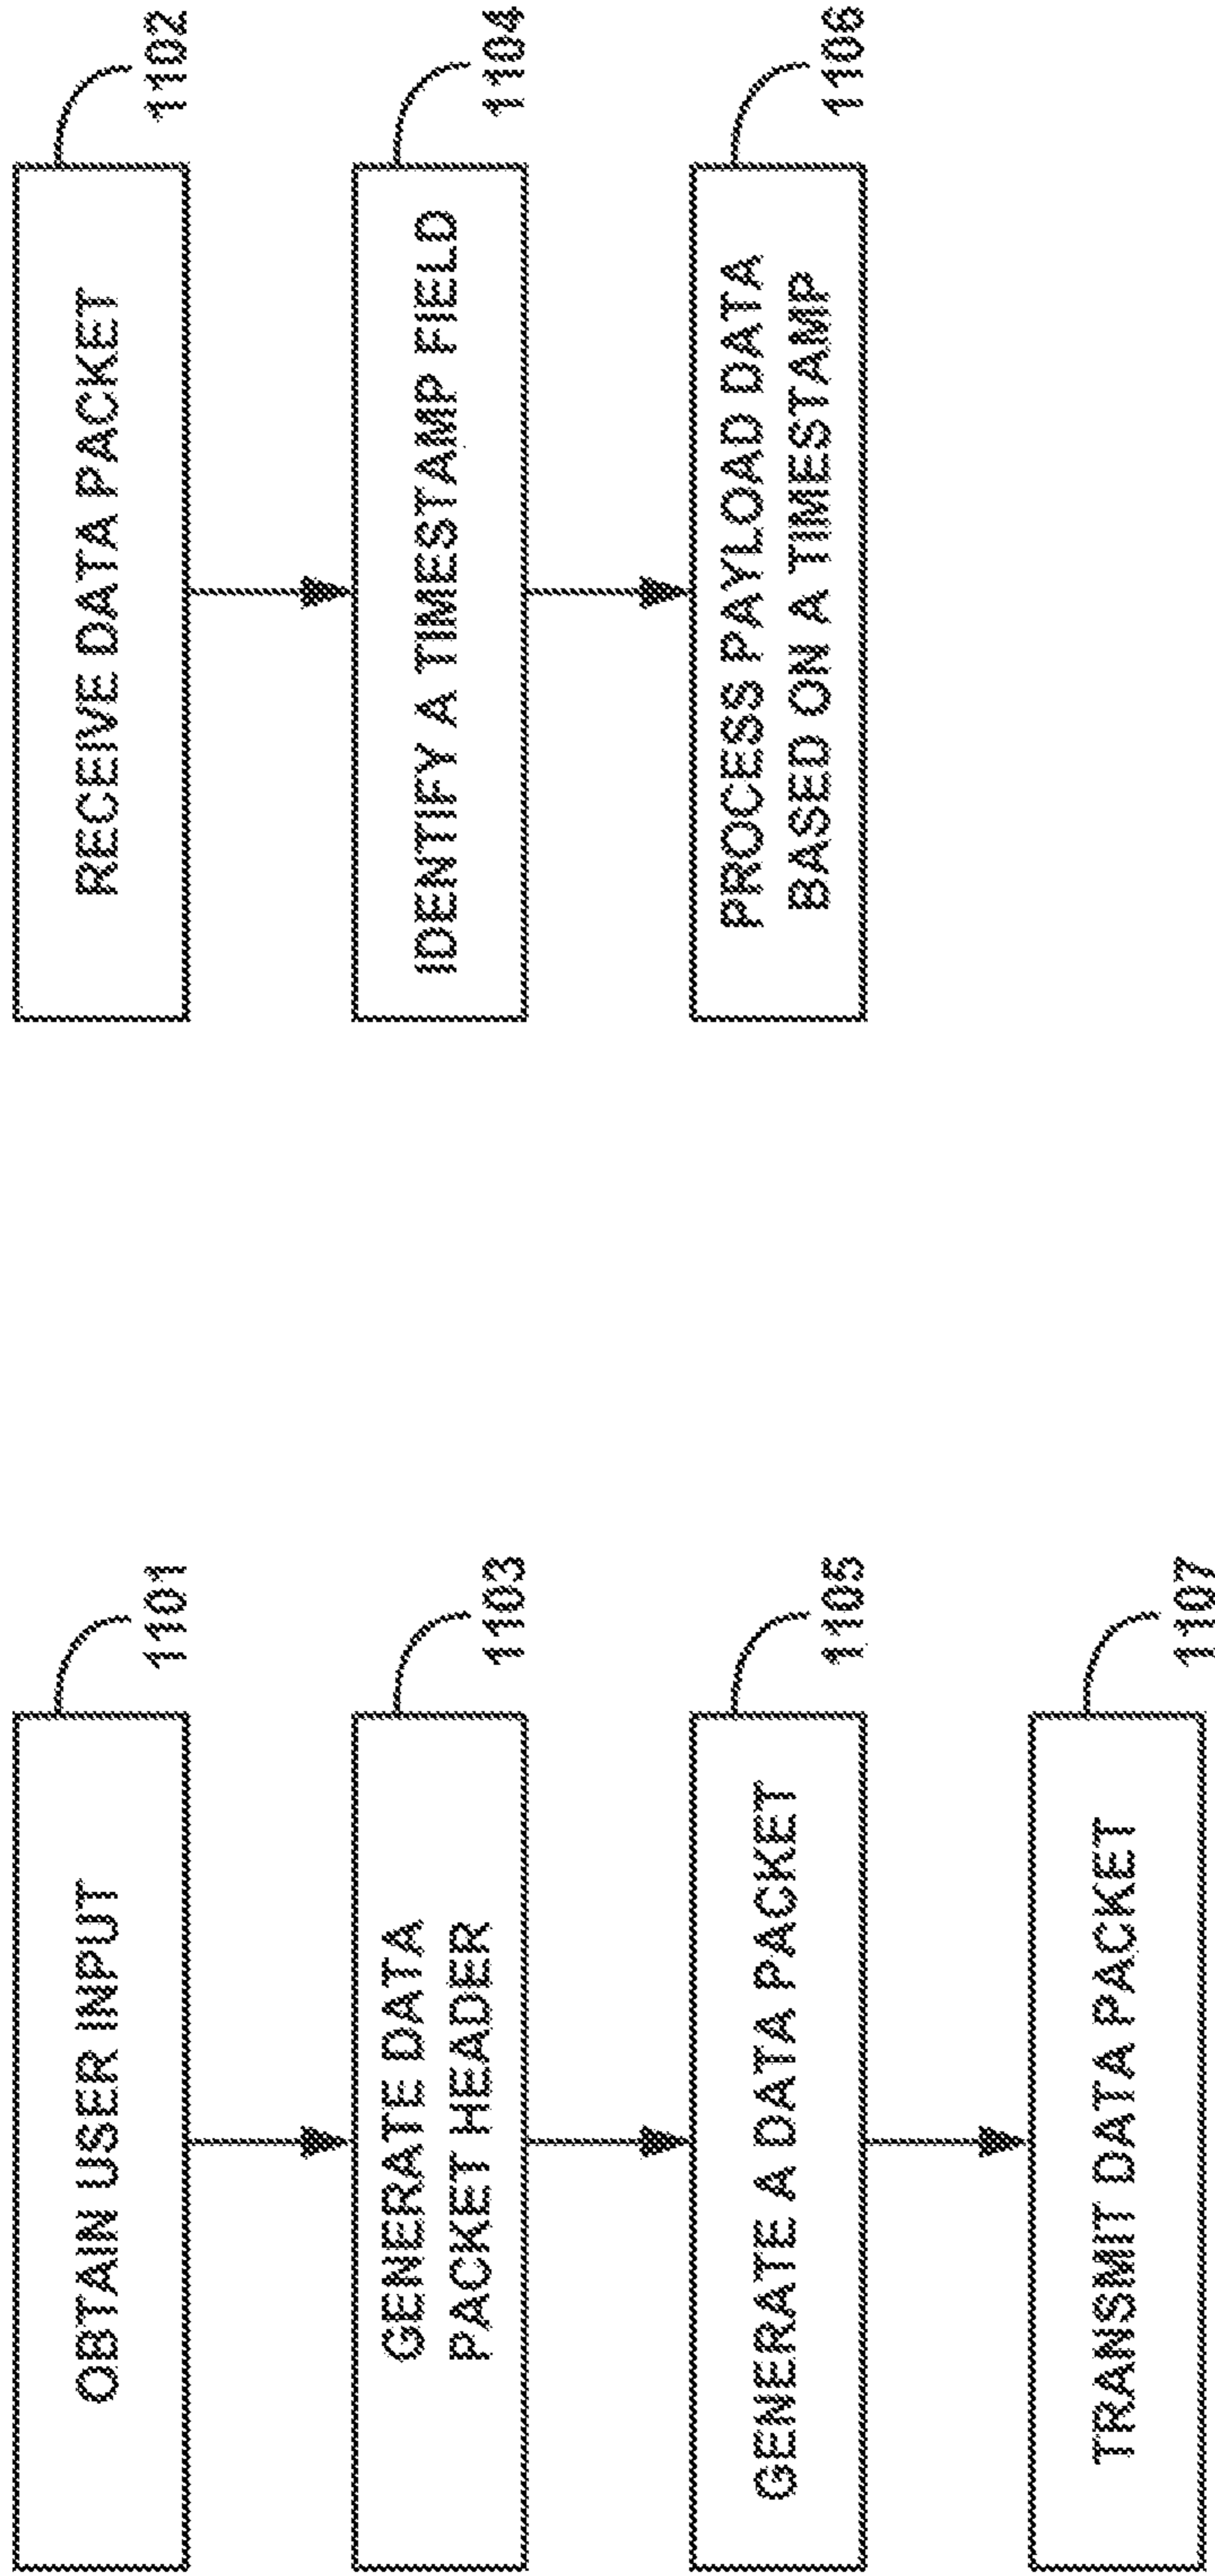 OBTAIN USER INPUT
1101
GENERATE DATA
PACKET HEADER
1103
GENERATE A DATA PACKET
1105
TRANSMIT DATA PACKET
1107
RECEIVE DATA PACKET
1102
IDENTIFY A TIMESTAMP FIELD
1104
PROCESS PAYLOAD DATA
BASED ON A TIMESTAMP
1106